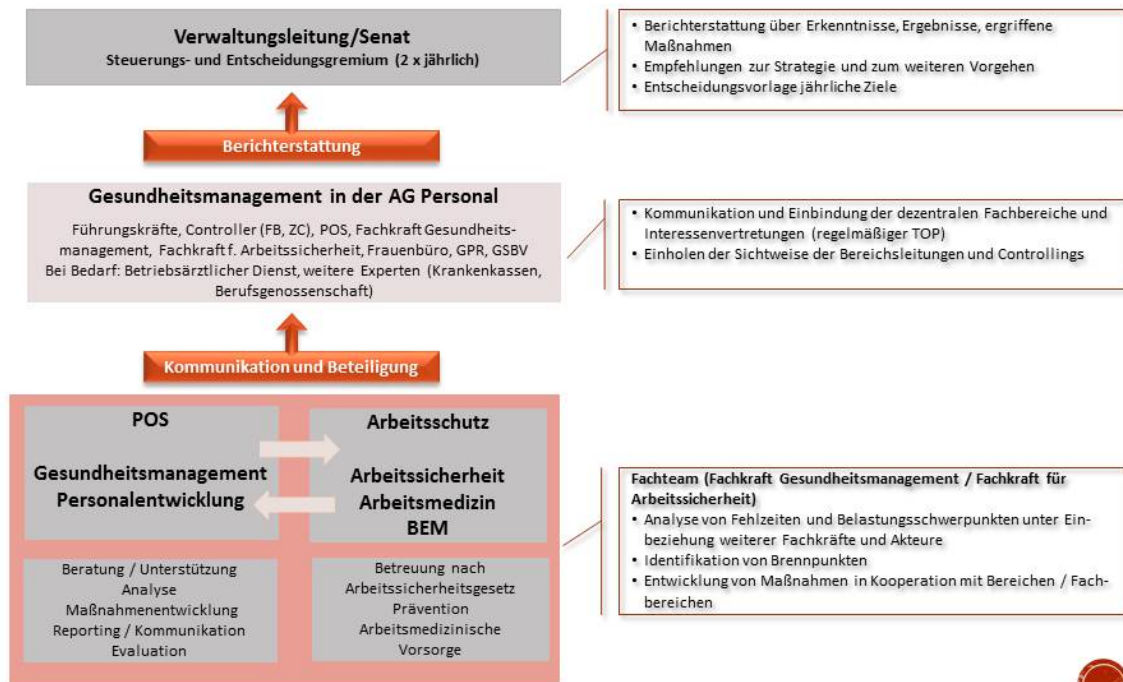 Verwaltungsleitung/Senat
Steuerungs- und Entscheidungsgremium (2 x jährlich)
• Berichterstattung über Erkenntnisse, Ergebnisse, ergriffene
Maßnahmen
• Empfehlungen zur Strategie und zum weiteren Vorgehen
• Entscheidungsvorlage jährliche Ziele
Berichterstattung
Gesundheitsmanagement in der AG Personal
Führungskräfte, Controller (FB, ZC), POS, Fachkraft Gesundheits-
management, Fachkraft f. Arbeitssicherheit, Frauenbüro, GPR, GSBV
Bei Bedarf: Betriebsärztlicher Dienst, weitere Experten (Krankenkassen,
Berufsgenossenschaft)
• Kommunikation und Einbindung der dezentralen Fachbereiche und
Interessenvertretungen (regelmäßiger TOP)
• Einholen der Sichtweise der Bereichsleitungen und Controllings
Kommunikation und Beteiligung
POS
Gesundheitsmanagement
Personalentwicklung
Arbeitsschutz
Arbeitssicherheit
Arbeitsmedizin
BEM
Beratung / Unterstützung
Analyse
Maßnahmenentwicklung
Reporting / Kommunikation
Evaluation
Betreuung nach
Arbeitssicherheitsgesetz
Prävention
Arbeitsmedizinische
Vorsorge
Fachteam (Fachkraft Gesundheitsmanagement / Fachkraft für
Arbeitssicherheit)
• Analyse von Fehlzeiten und Belastungsschwerpunkten unter Ein-
beziehung weiterer Fachkräfte und Akteure
• Identifikation von Brennpunkten
• Entwicklung von Maßnahmen in Kooperation mit Bereichen / Fach-
bereichen